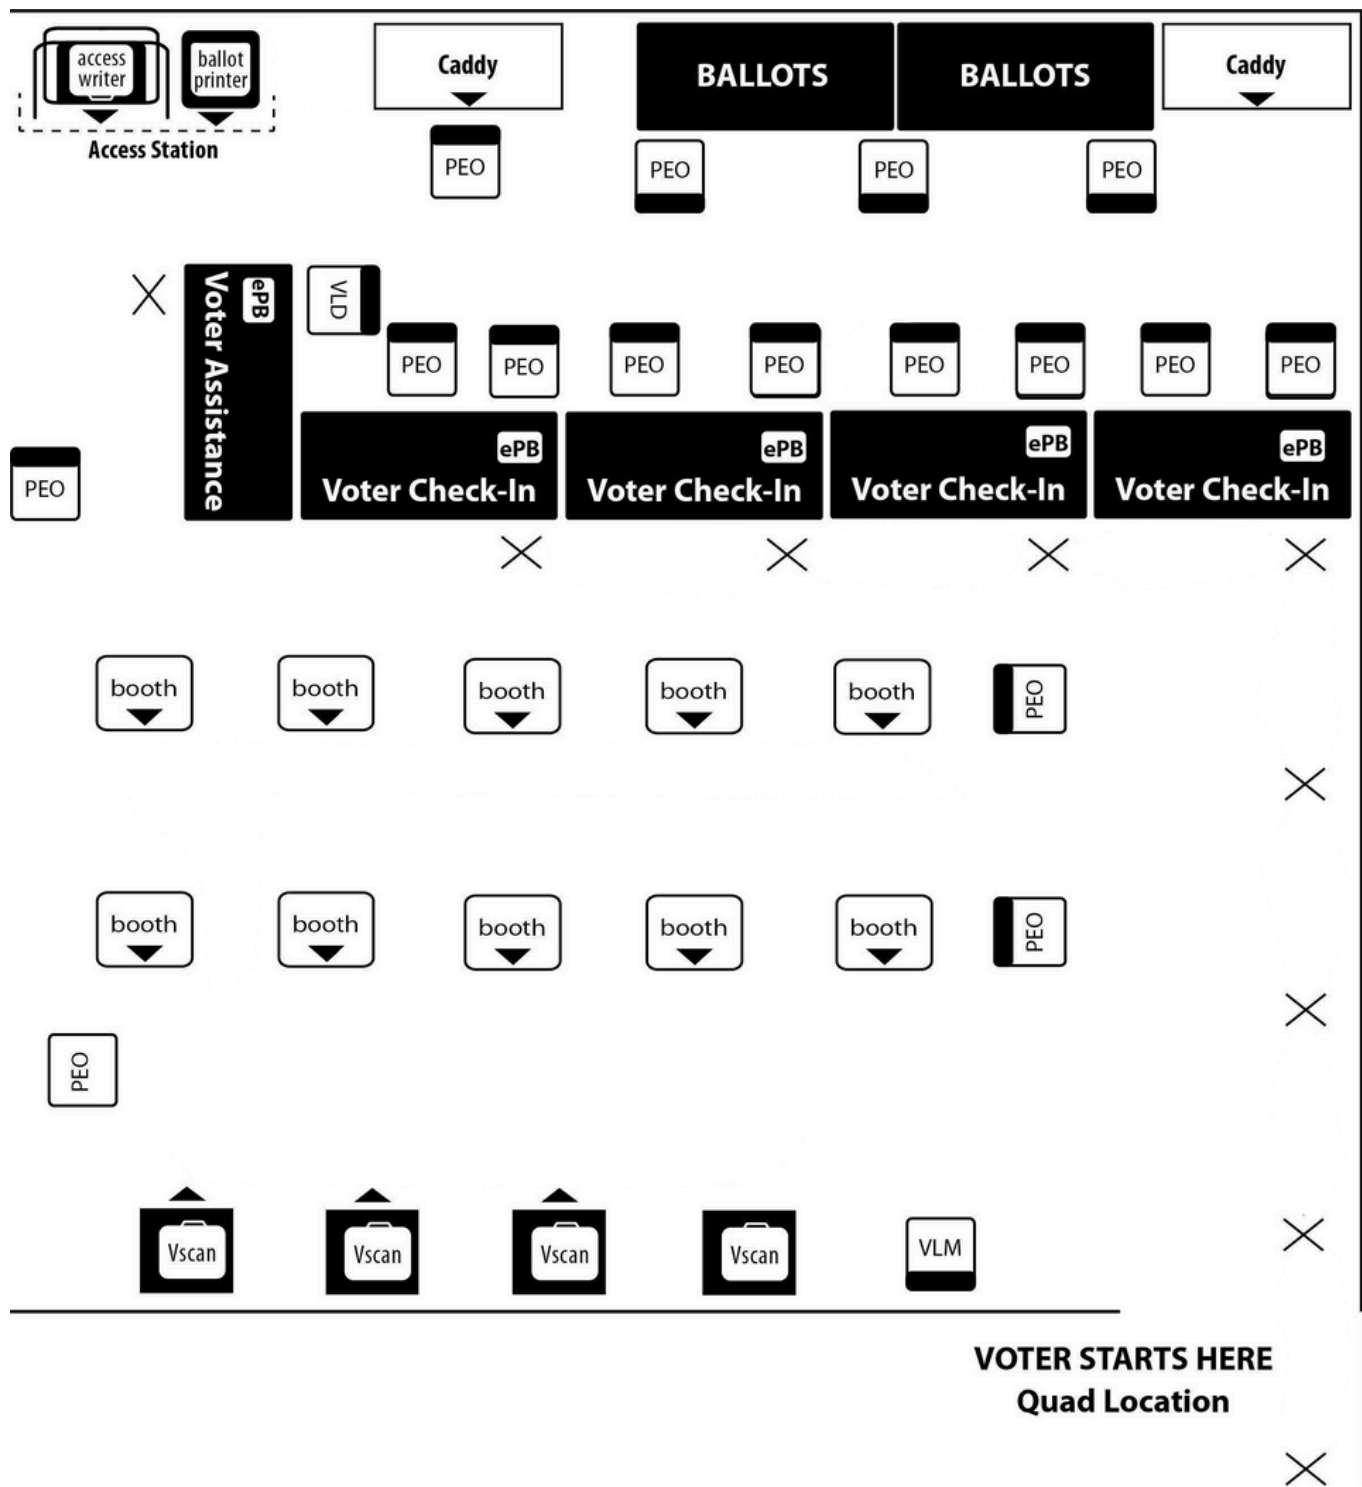 access
writer
ballot
printer
Access Station
Caddy
BALLOTS
BALLOTS
Caddy
PEO
PEO
PEO
PEO
Voter Assistance
ePB
VLD
PEO
PEO
PEO
PEO
PEO
PEO
PEO
PEO
PEO
ePB
Voter Check-In
ePB
Voter Check-In
ePB
Voter Check-In
ePB
Voter Check-In
booth
booth
booth
booth
booth
PEO
booth
booth
booth
booth
booth
PEO
PEO
Vscan
Vscan
Vscan
Vscan
VLM
VOTER STARTS HERE
Quad Location